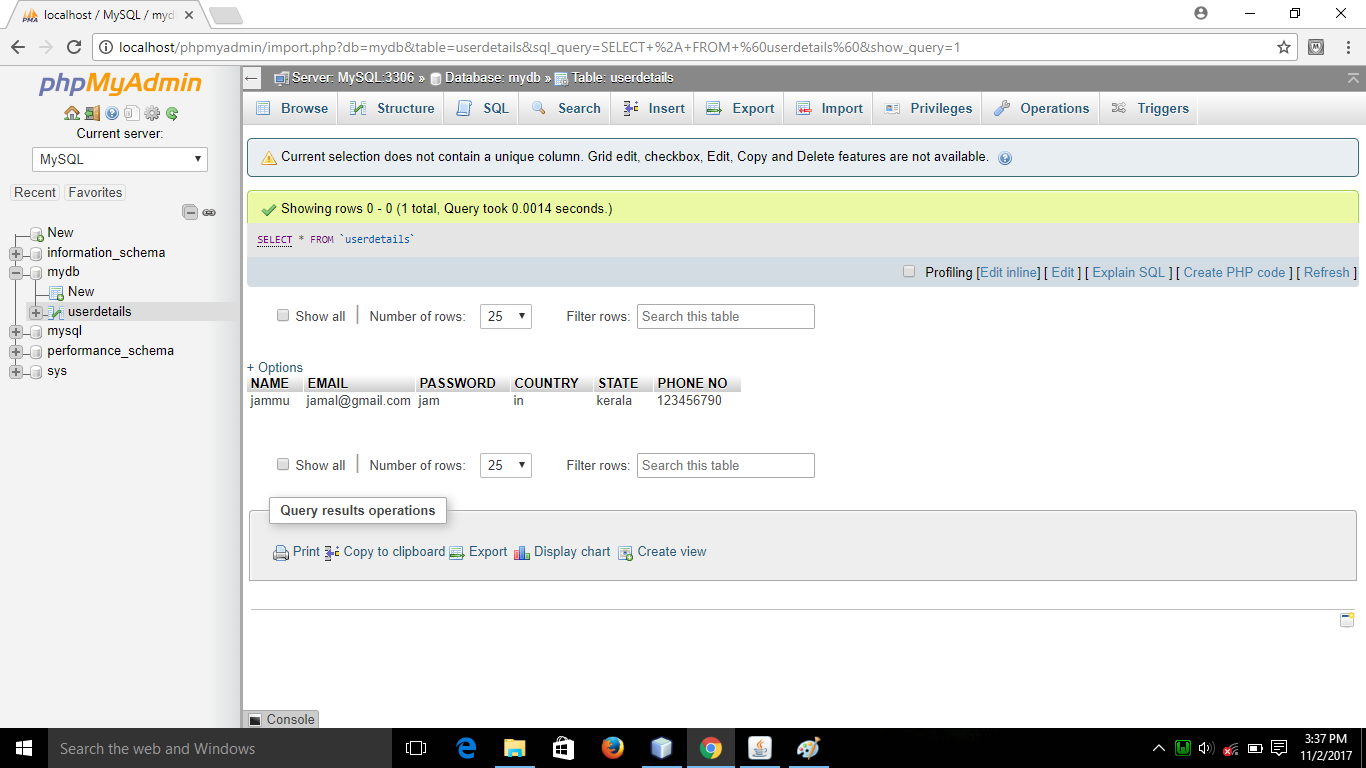 localhost / MySQL / myd
localhost/phpmyadmin/import.php?db=mydb&table=userdetails&sql_query=SELECT+%2A+FROM+%60userdetails%60&show_query=1
phpMyAdmin
Current server:
MySQL
Recent Favorites
New
information_schema
mydb
New
userdetails
mysql
performance_schema
sys
Server: MySQL:3306 » Database: mydb » Table: userdetails
Browse Structure SQL Search Insert Export Import Privileges Operations Triggers
Current selection does not contain a unique column. Grid edit, checkbox, Edit, Copy and Delete features are not available.
Showing rows 0 - 0 (1 total, Query took 0.0014 seconds.)
SELECT * FROM `userdetails`
Profiling [Edit inline] [ Edit ] [ Explain SQL ] [ Create PHP code ] [ Refresh ]
Show all Number of rows: 25 Filter rows: Search this table
+ Options
NAME EMAIL PASSWORD COUNTRY STATE PHONE NO
jammu jamal@gmail.com jam in kerala 123456790
Show all Number of rows: 25 Filter rows: Search this table
Query results operations
Print Copy to clipboard Export Display chart Create view
Console
Search the web and Windows
3:37 PM
11/2/2017